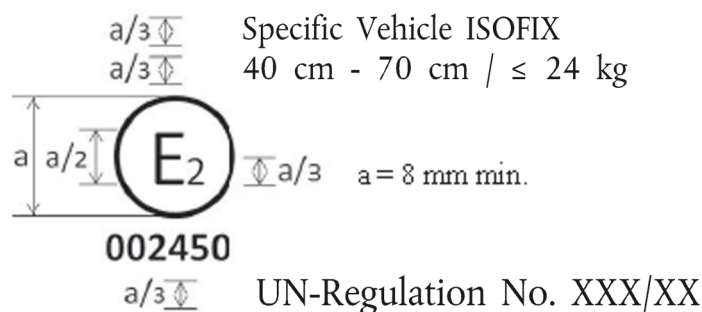 a/3 Specific Vehicle ISOFIX
a/3 40 cm - 70 cm / ≤ 24 kg
a a/2 E2 a/3 a = 8 mm min.
002450
a/3 UN-Regulation No. XXX/XX